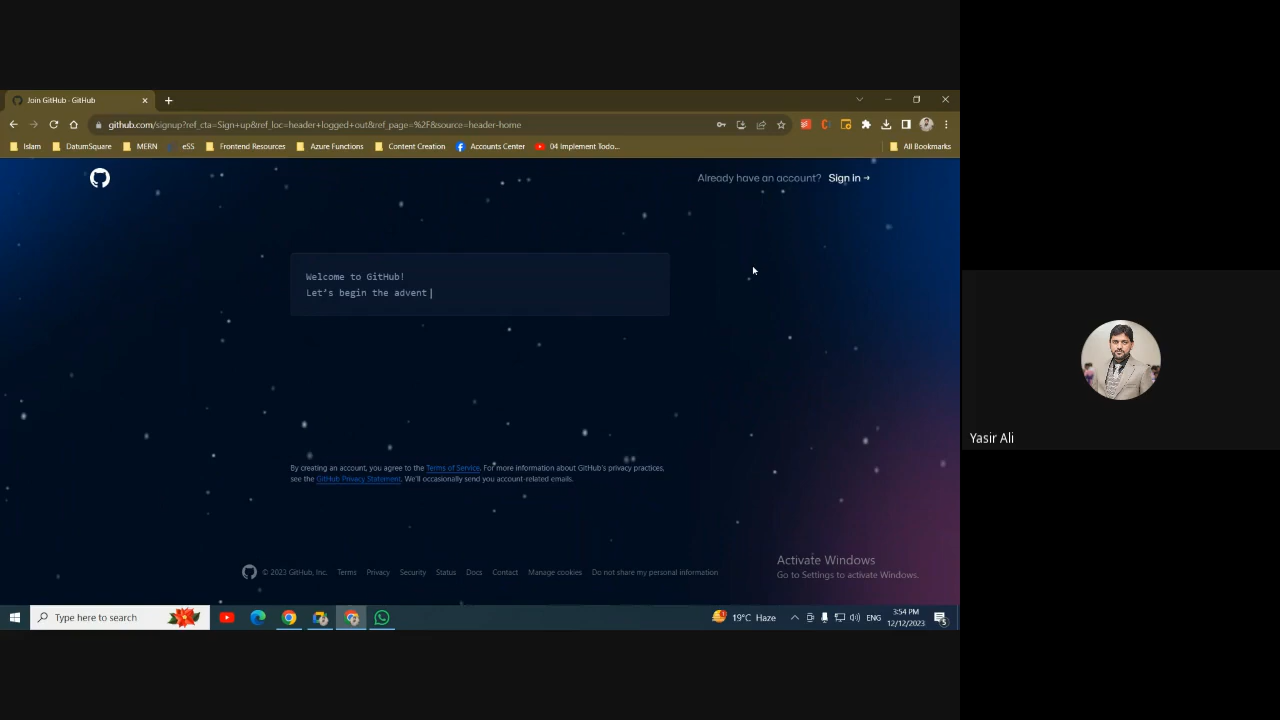 Join GitHub · GitHub
github.com/signup?ref_cta=Sign+up&ref_loc=header+logged+out&ref_page=%2F&source=header-home
Islam DatumSquare MERN eSS Frontend Resources Azure Functions Content Creation Accounts Center 04 Implement Todo... All Bookmarks
Already have an account? Sign in →
Welcome to GitHub!
Let's begin the advent
By creating an account, you agree to the Terms of Service. For more information about GitHub's privacy practices,
see the GitHub Privacy Statement. We'll occasionally send you account-related emails.
Activate Windows
Go to Settings to activate Windows.
© 2023 GitHub, Inc. Terms Privacy Security Status Docs Contact Manage cookies Do not share my personal information
Type here to search
19°C Haze
ENG
3:54 PM
12/12/2023
5
Yasir Ali